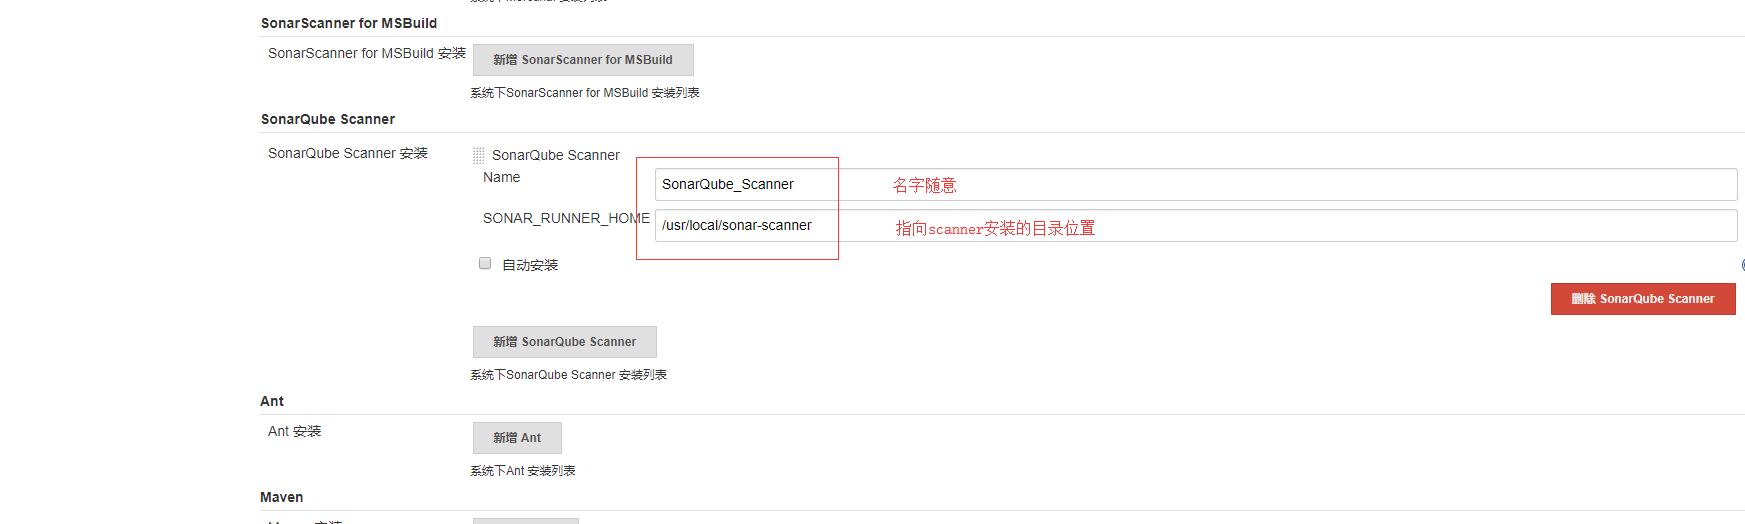 SonarScanner for MSBuild
SonarScanner for MSBuild 安装
新增 SonarScanner for MSBuild
系统下SonarScanner for MSBuild 安装列表
SonarQube Scanner
SonarQube Scanner 安装
SonarQube Scanner
Name
SonarQube_Scanner
名字随意
SONAR_RUNNER_HOME
/usr/local/sonar-scanner
指向scanner安装的目录位置
自动安装
删除 SonarQube Scanner
新增 SonarQube Scanner
系统下SonarQube Scanner 安装列表
Ant
Ant 安装
新增 Ant
系统下Ant 安装列表
Maven